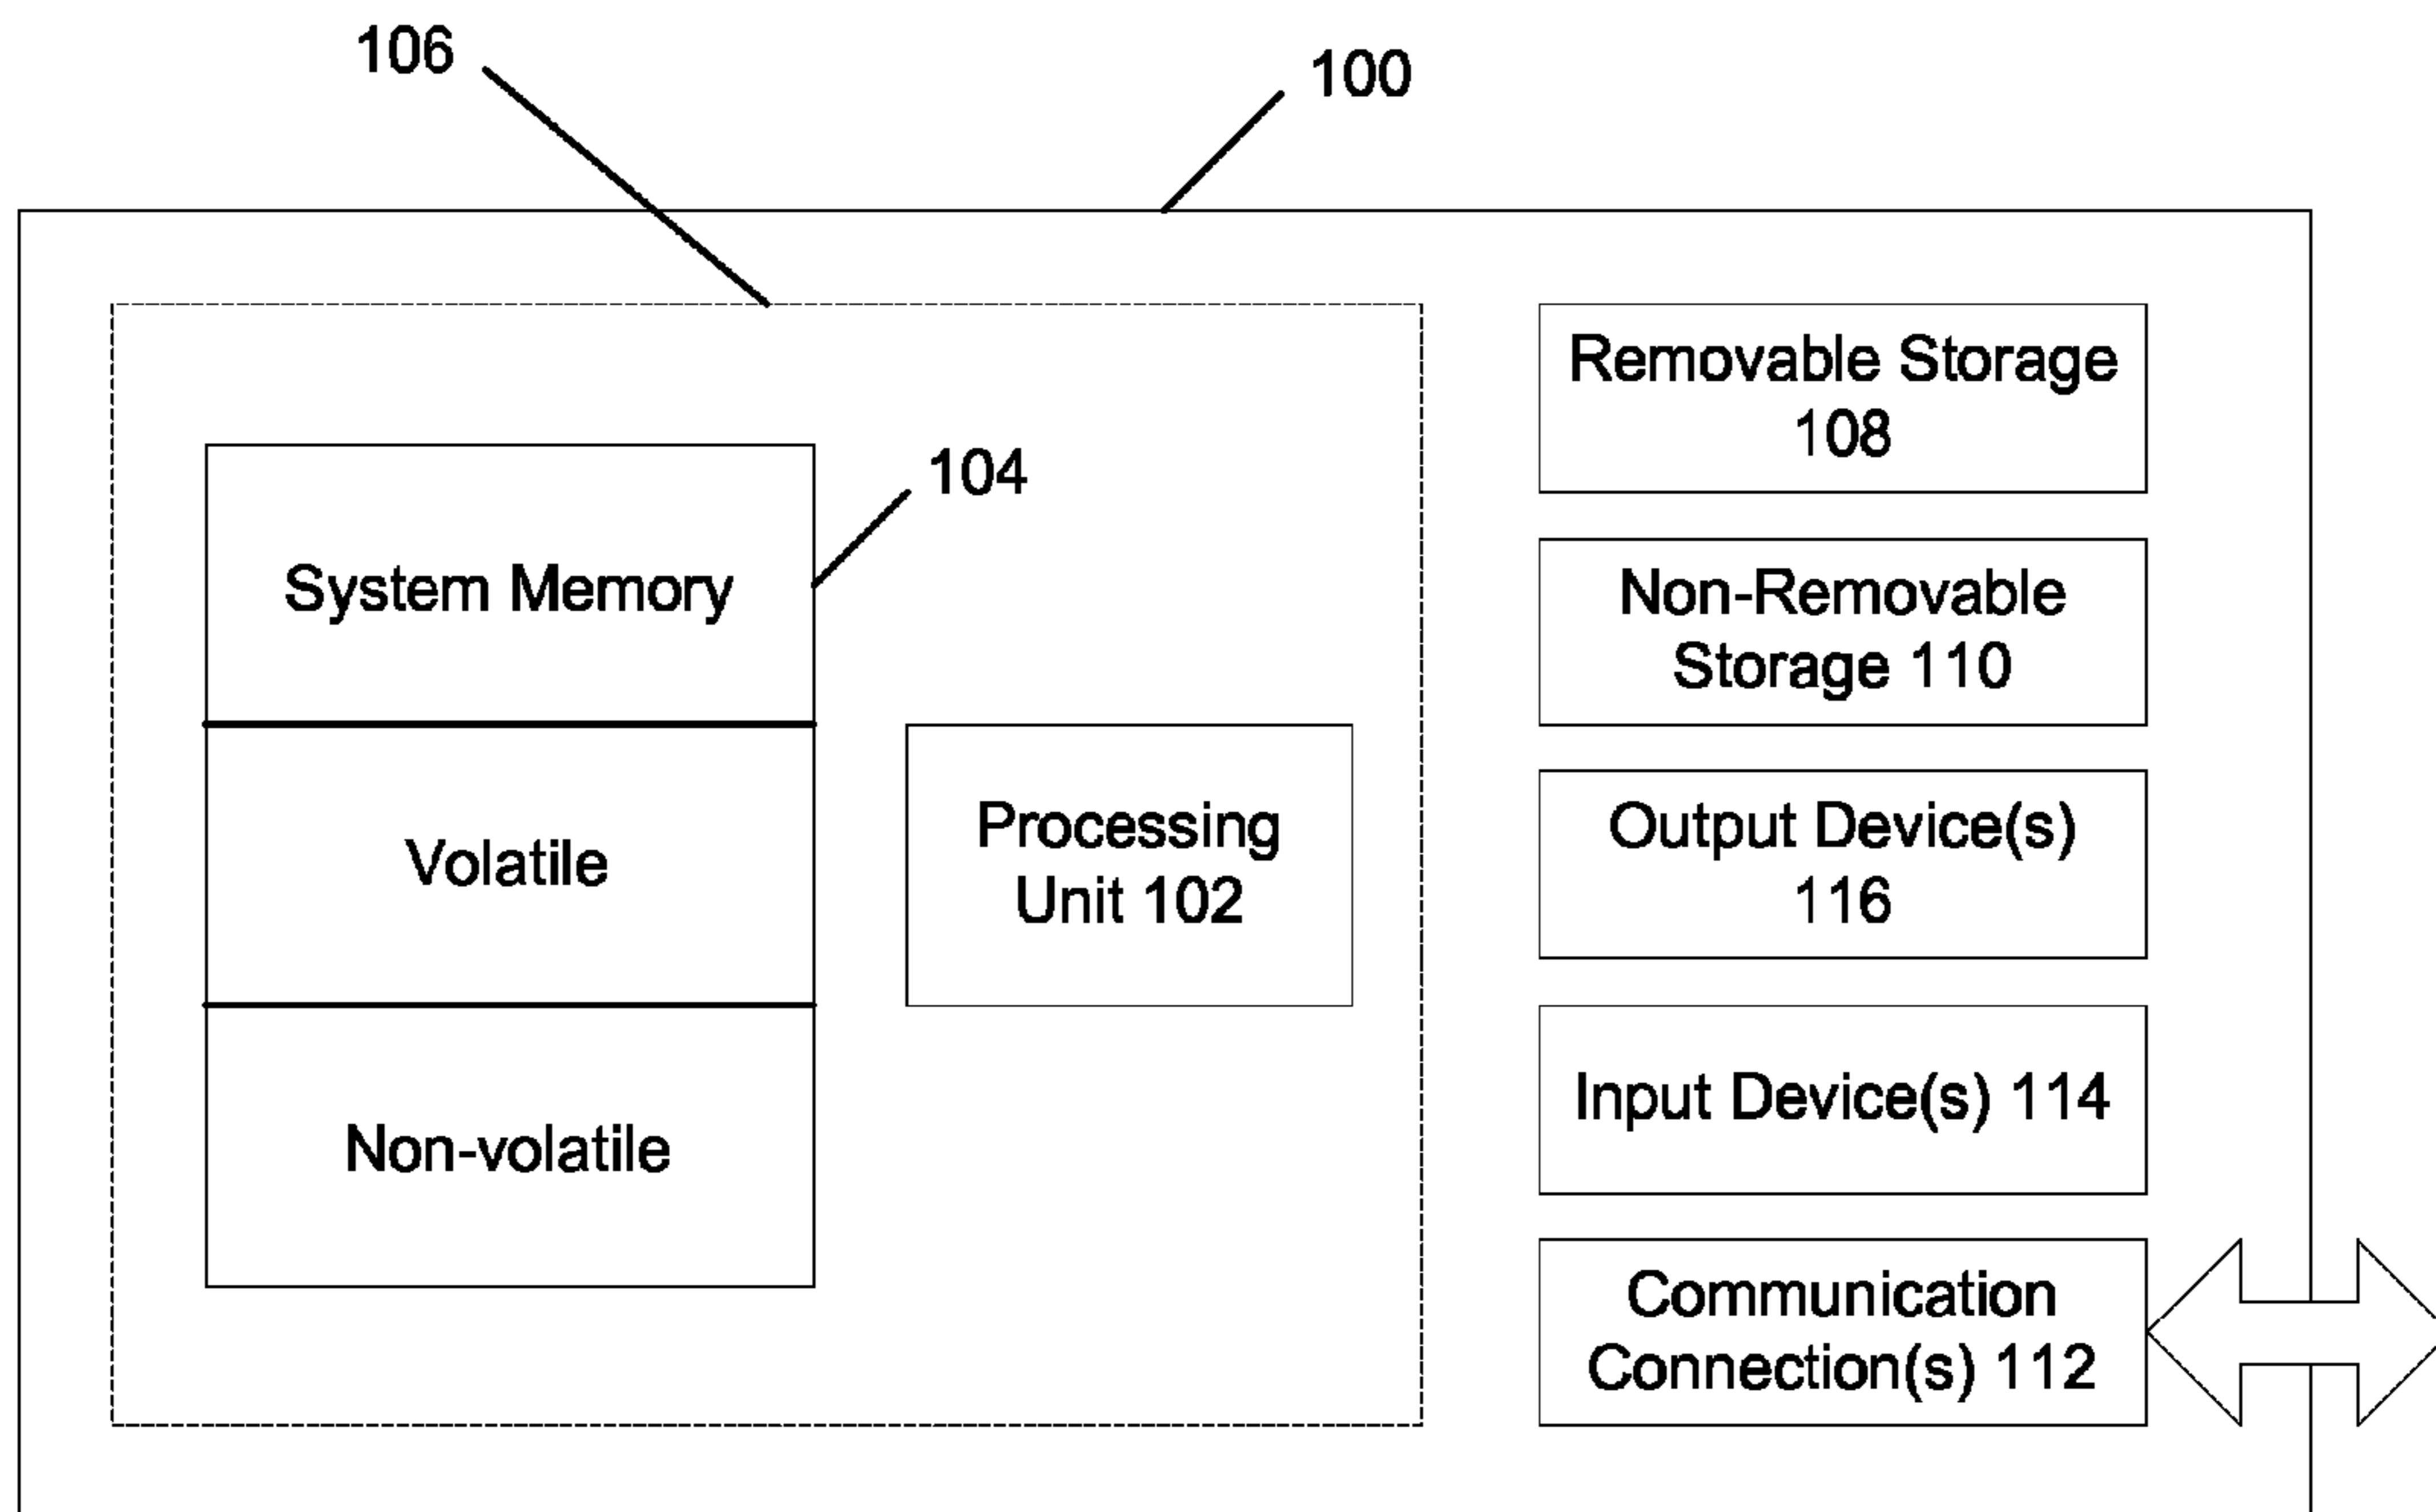 106
100
104
System Memory
Volatile
Non-volatile
Processing
Unit 102
Removable Storage
108
Non-Removable
Storage 110
Output Device(s)
116
Input Device(s) 114
Communication
Connection(s) 112